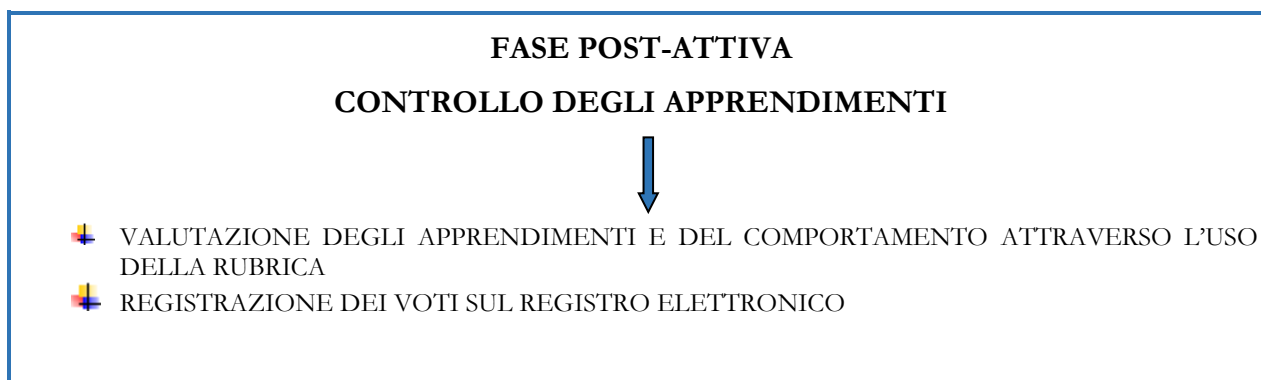 FASE POST-ATTIVA
CONTROLLO DEGLI APPRENDIMENTI
VALUTAZIONE DEGLI APPRENDIMENTI E DEL COMPORTAMENTO ATTRAVERSO L'USO
DELLA RUBRICA
REGISTRAZIONE DEI VOTI SUL REGISTRO ELETTRONICO